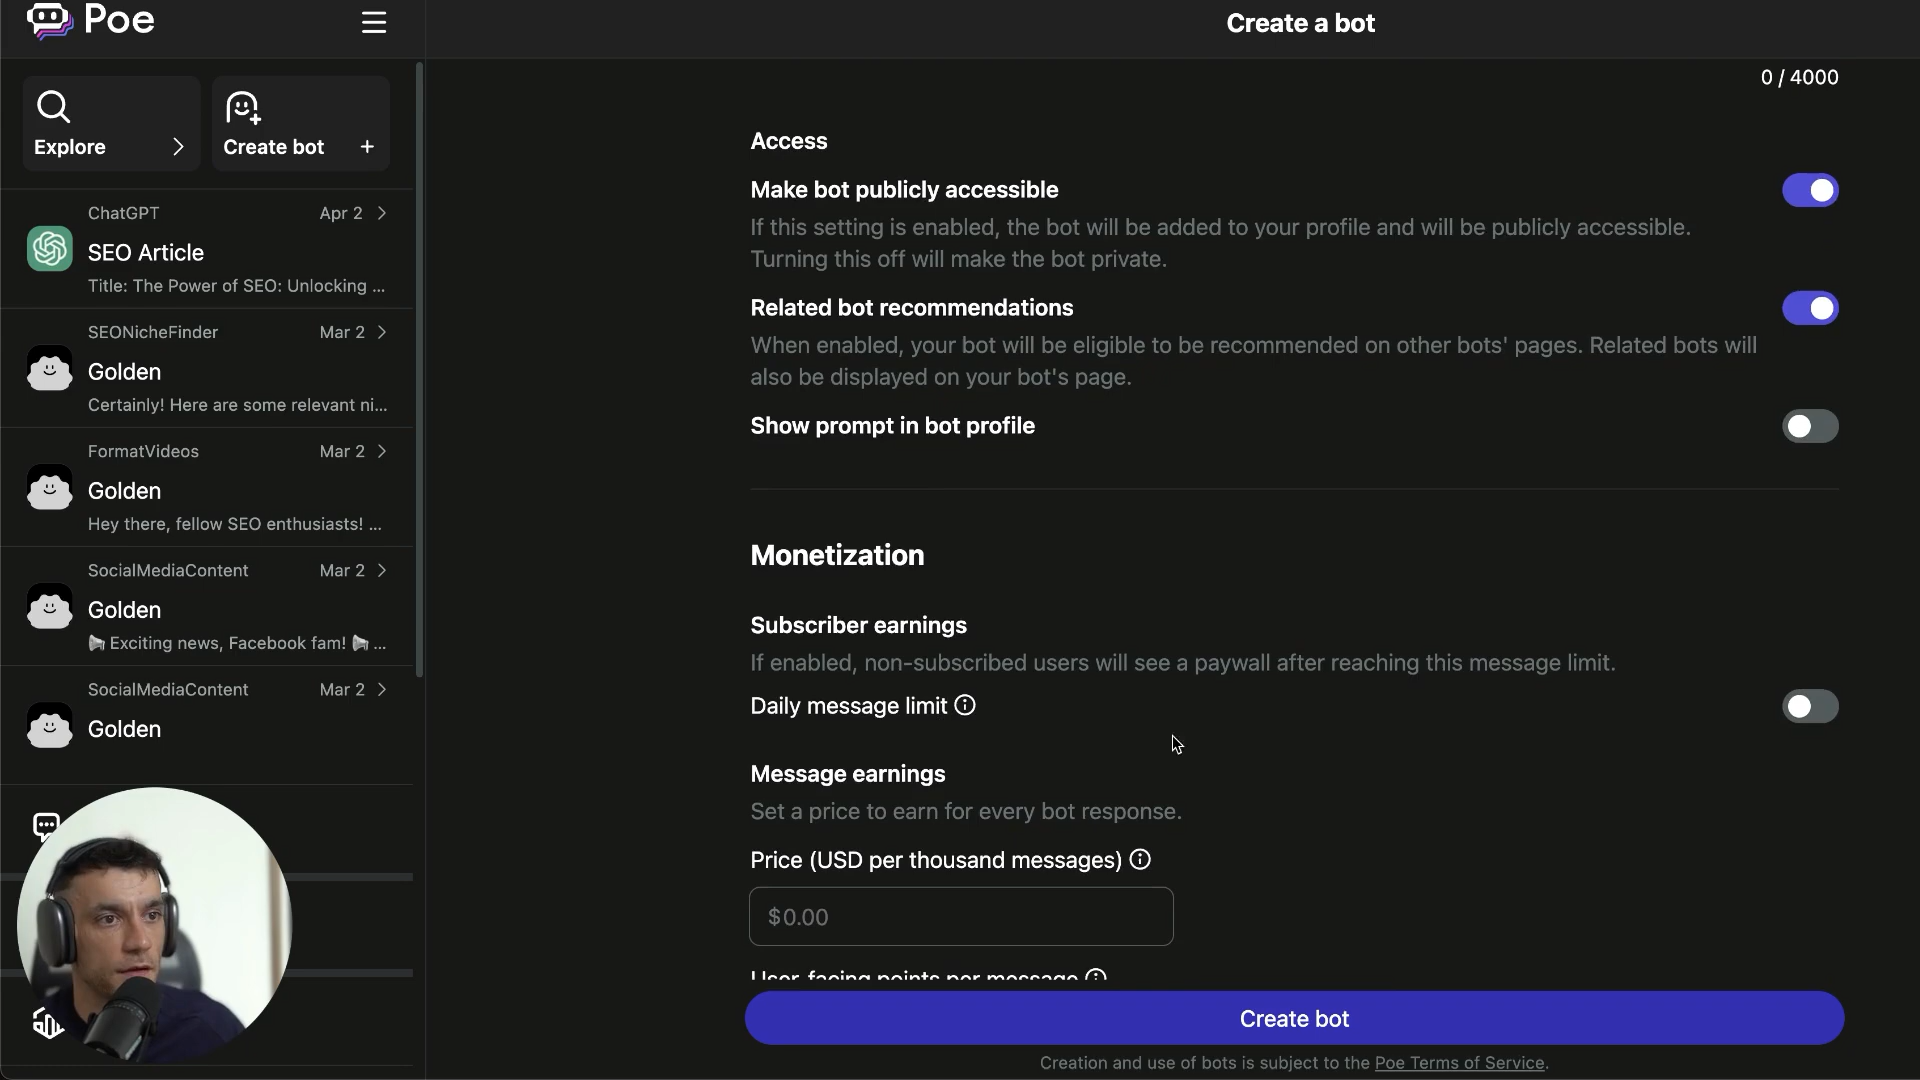 Poe
Explore
Create bot +
ChatGPT Apr 2
SEO Article
Title: The Power of SEO: Unlocking ...
SEONicheFinder Mar 2
Golden
Certainly! Here are some relevant ni...
FormatVideos Mar 2
Golden
Hey there, fellow SEO enthusiasts! ...
SocialMediaContent Mar 2
Golden
📢 Exciting news, Facebook fam! 📢 ...
SocialMediaContent Mar 2
Golden
Create a bot
0 / 4000
Access
Make bot publicly accessible
If this setting is enabled, the bot will be added to your profile and will be publicly accessible.
Turning this off will make the bot private.
Related bot recommendations
When enabled, your bot will be eligible to be recommended on other bots' pages. Related bots will
also be displayed on your bot's page.
Show prompt in bot profile
Monetization
Subscriber earnings
If enabled, non-subscribed users will see a paywall after reaching this message limit.
Daily message limit
Message earnings
Set a price to earn for every bot response.
Price (USD per thousand messages)
$0.00
User-facing points per message
Create bot
Creation and use of bots is subject to the Poe Terms of Service.